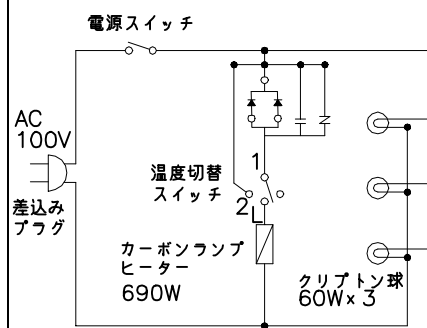 電源スイッチ
AC
100V
差込み
プラグ
1
温度切替
スイッチ
2
カーボンランプ
ヒーター
690W
クリプトン球
60W×3